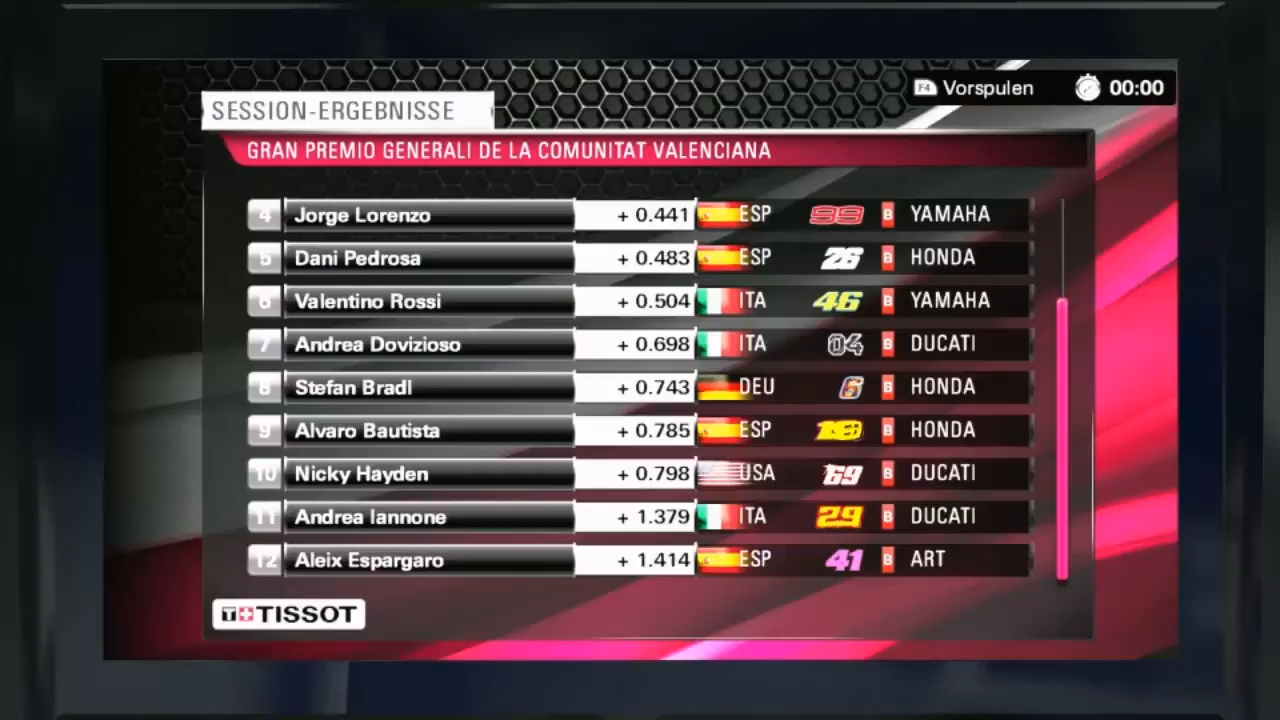 F4 Vorspulen 00:00
SESSION-ERGEBNISSE
GRAN PREMIO GENERALI DE LA COMUNITAT VALENCIANA
4 Jorge Lorenzo + 0.441 ESP 99 B YAMAHA
5 Dani Pedrosa + 0.483 ESP 26 B HONDA
6 Valentino Rossi + 0.504 ITA 46 B YAMAHA
7 Andrea Dovizioso + 0.698 ITA 04 B DUCATI
8 Stefan Bradl + 0.743 DEU 6 B HONDA
9 Alvaro Bautista + 0.785 ESP 19 B HONDA
10 Nicky Hayden + 0.798 USA 69 B DUCATI
11 Andrea Iannone + 1.379 ITA 29 B DUCATI
12 Aleix Espargaro + 1.414 ESP 41 B ART
T+ TISSOT